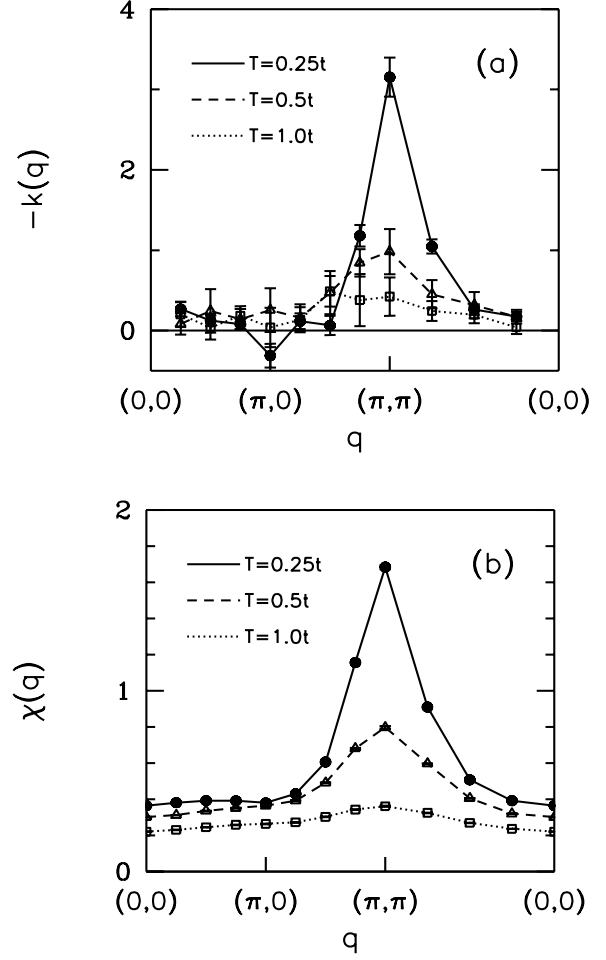 4
(a)
T=0.25t
T=0.5t
T=1.0t
2
−k(q)
0
(0,0) (π,0) (π,π) (0,0)
q
2
(b)
T=0.25t
T=0.5t
T=1.0t
χ(q)
1
0
(0,0) (π,0) (π,π) (0,0)
q